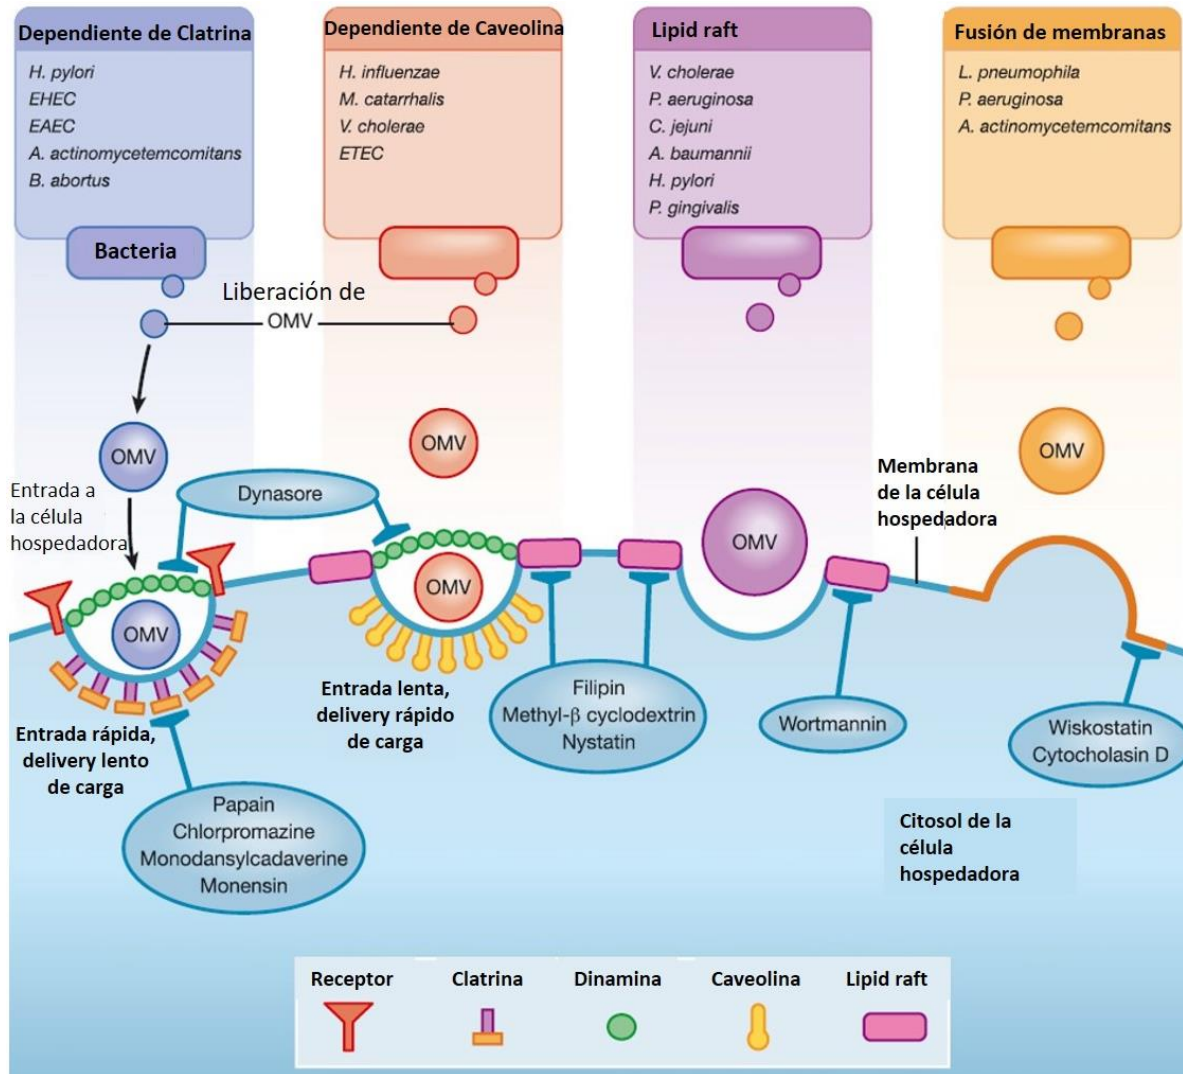 Dependiente de Clatrina
H. pylori
EHEC
EAEC
A. actinomycetemcomitans
B. abortus
Bacteria
Dependiente de Caveolina
H. influenzae
M. catarrhalis
V. cholerae
ETEC
Lipid raft
V. cholerae
P. aeruginosa
C. jejuni
A. baumannii
H. pylori
P. gingivalis
Fusión de membranas
L. pneumophila
P. aeruginosa
A. actinomycetemcomitans
Liberación de
OMV
OMV
OMV
OMV
Entrada a
la célula
hospedadora
Dynasore
Membrana
de la célula
hospedadora
OMV
OMV
OMV
Entrada rápida,
delivery lento
de carga
Entrada lenta,
delivery rápido
de carga
Filipin
Methyl-β cyclodextrin
Nystatin
Wortmannin
Wiskostatin
Cytocholasin D
Papain
Chlorpromazine
Monodansylcadaverine
Monensin
Citosol de la
célula
hospedadora
Receptor
Clatrina
Dinamina
Caveolina
Lipid raft